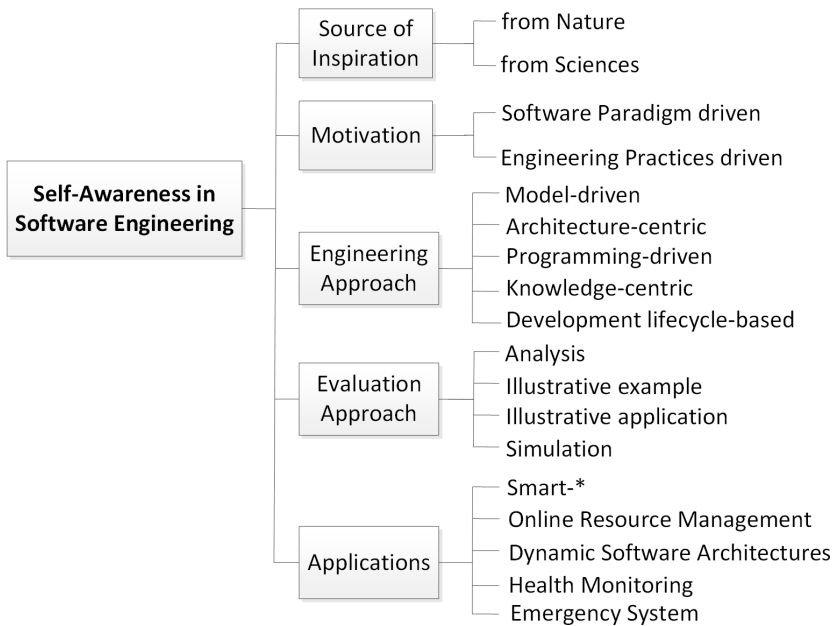 Self-Awareness in
Software Engineering
Source of
Inspiration
from Nature
from Sciences
Motivation
Software Paradigm driven
Engineering Practices driven
Engineering
Approach
Model-driven
Architecture-centric
Programming-driven
Knowledge-centric
Development lifecycle-based
Evaluation
Approach
Analysis
Illustrative example
Illustrative application
Simulation
Applications
Smart-*
Online Resource Management
Dynamic Software Architectures
Health Monitoring
Emergency System